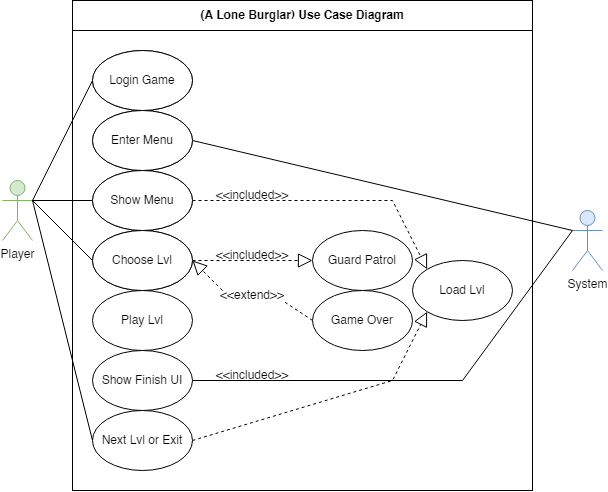 (A Lone Burglar) Use Case Diagram
Login Game
Enter Menu
Show Menu
<<included>>
Player
Choose Lvl
<<included>>
Guard Patrol
System
Load Lvl
<<extend>>
Play Lvl
Game Over
Show Finish UI
<<included>>
Next Lvl or Exit